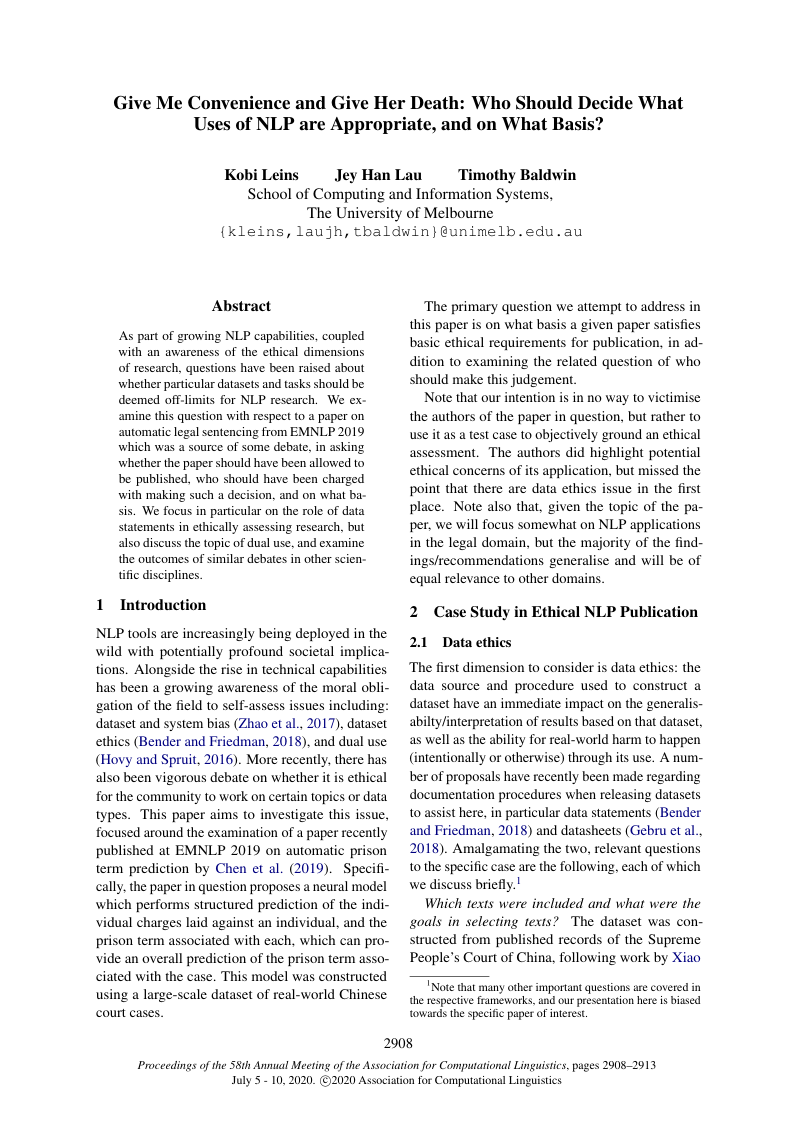 Give Me Convenience and Give Her Death: Who Should Decide What
Uses of NLP are Appropriate, and on What Basis?
Kobi Leins Jey Han Lau Timothy Baldwin
School of Computing and Information Systems,
The University of Melbourne
{kleins,laujh,tbaldwin}@unimelb.edu.au
Abstract
As part of growing NLP capabilities, coupled
with an awareness of the ethical dimensions
of research, questions have been raised about
whether particular datasets and tasks should be
deemed off-limits for NLP research. We ex-
amine this question with respect to a paper on
automatic legal sentencing from EMNLP 2019
which was a source of some debate, in asking
whether the paper should have been allowed to
be published, who should have been charged
with making such a decision, and on what ba-
sis. We focus in particular on the role of data
statements in ethically assessing research, but
also discuss the topic of dual use, and examine
the outcomes of similar debates in other scien-
tific disciplines.
1 Introduction
NLP tools are increasingly being deployed in the
wild with potentially profound societal implica-
tions. Alongside the rise in technical capabilities
has been a growing awareness of the moral obli-
gation of the field to self-assess issues including:
dataset and system bias (Zhao et al., 2017), dataset
ethics (Bender and Friedman, 2018), and dual use
(Hovy and Spruit, 2016). More recently, there has
also been vigorous debate on whether it is ethical
for the community to work on certain topics or data
types. This paper aims to investigate this issue,
focused around the examination of a paper recently
published at EMNLP 2019 on automatic prison
term prediction by Chen et al. (2019). Specifi-
cally, the paper in question proposes a neural model
which performs structured prediction of the indi-
vidual charges laid against an individual, and the
prison term associated with each, which can pro-
vide an overall prediction of the prison term asso-
ciated with the case. This model was constructed
using a large-scale dataset of real-world Chinese
court cases.
The primary question we attempt to address in
this paper is on what basis a given paper satisfies
basic ethical requirements for publication, in ad-
dition to examining the related question of who
should make this judgement.
Note that our intention is in no way to victimise
the authors of the paper in question, but rather to
use it as a test case to objectively ground an ethical
assessment. The authors did highlight potential
ethical concerns of its application, but missed the
point that there are data ethics issue in the first
place. Note also that, given the topic of the pa-
per, we will focus somewhat on NLP applications
in the legal domain, but the majority of the find-
ings/recommendations generalise and will be of
equal relevance to other domains.
2 Case Study in Ethical NLP Publication
2.1 Data ethics
The first dimension to consider is data ethics: the
data source and procedure used to construct a
dataset have an immediate impact on the generalis-
abilty/interpretation of results based on that dataset,
as well as the ability for real-world harm to happen
(intentionally or otherwise) through its use. A num-
ber of proposals have recently been made regarding
documentation procedures when releasing datasets
to assist here, in particular data statements (Bender
and Friedman, 2018) and datasheets (Gebru et al.,
2018). Amalgamating the two, relevant questions
to the specific case are the following, each of which
we discuss briefly.1
Which texts were included and what were the
goals in selecting texts? The dataset was con-
structed from published records of the Supreme
People's Court of China, following work by Xiao
1Note that many other important questions are covered in
the respective frameworks, and our presentation here is biased
towards the specific paper of interest.
2908
Proceedings of the 58th Annual Meeting of the Association for Computational Linguistics, pages 2908–2913
July 5 - 10, 2020. ©2020 Association for Computational Linguistics